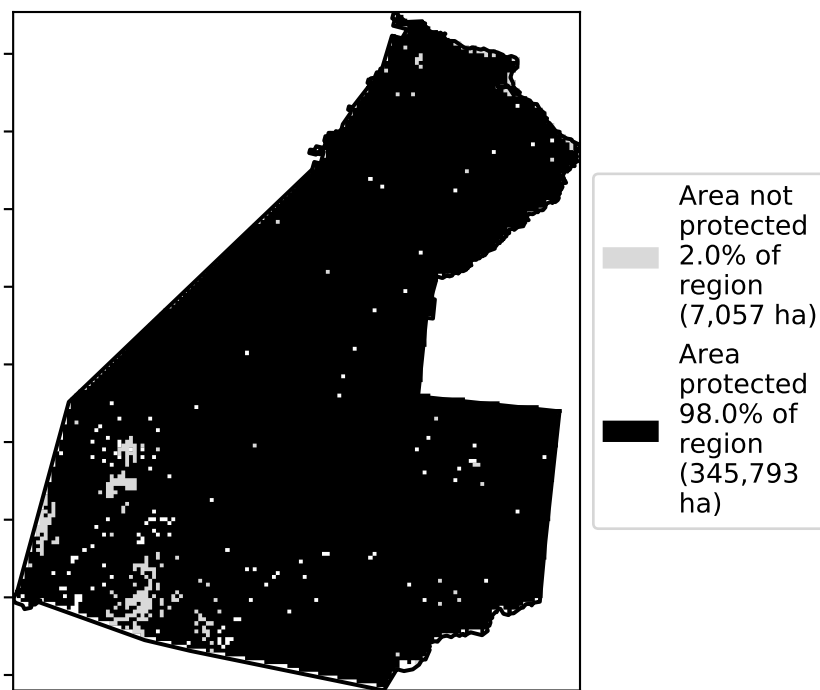 Area not
protected
2.0% of
region
(7,057 ha)
Area
protected
98.0% of
region
(345,793
ha)